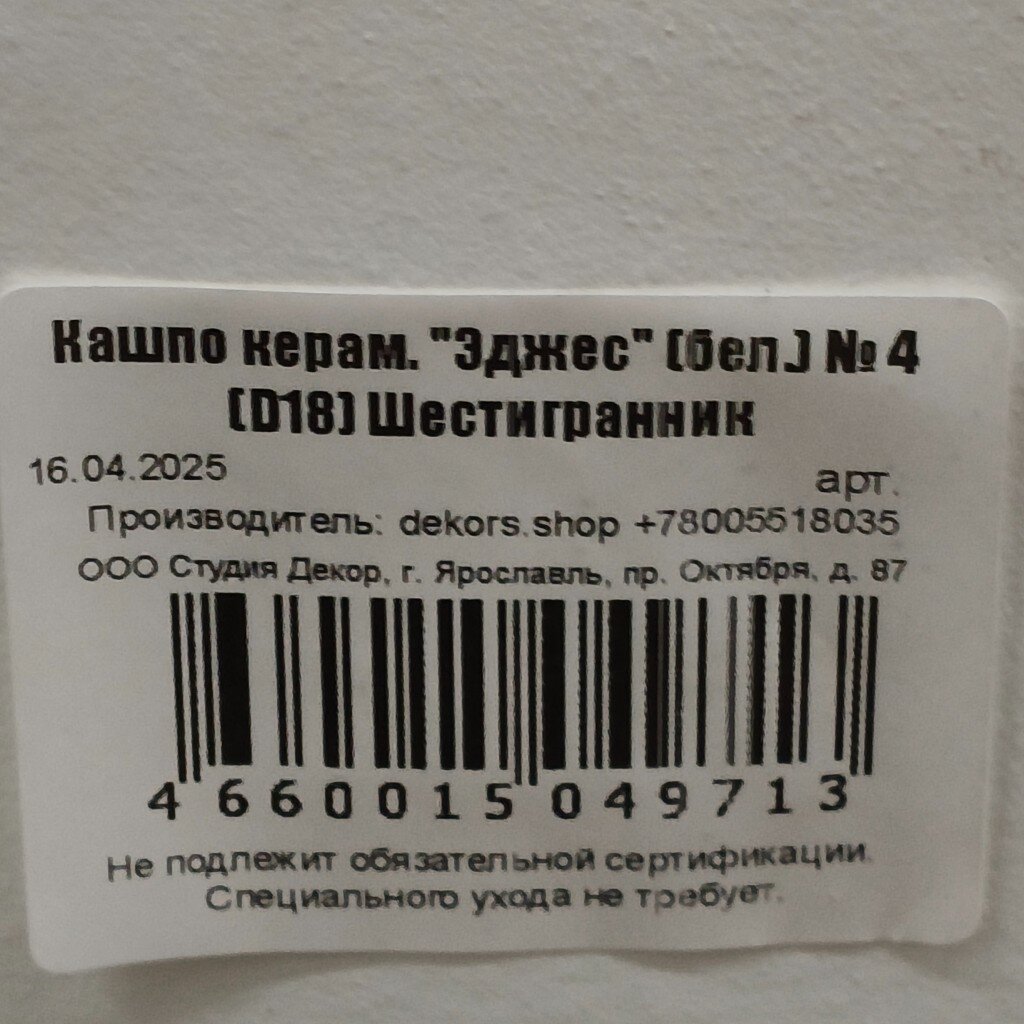 Кашпо керам. "Эджес" (бел.) № 4
(D18) Шестигранник
16.04.2025 арт.
Производитель: dekors.shop +78005518035
ООО Студия Декор, г. Ярославль, пр. Октября, д. 87
4 660015 049713
Не подлежит обязательной сертификации.
Специального ухода не требует.